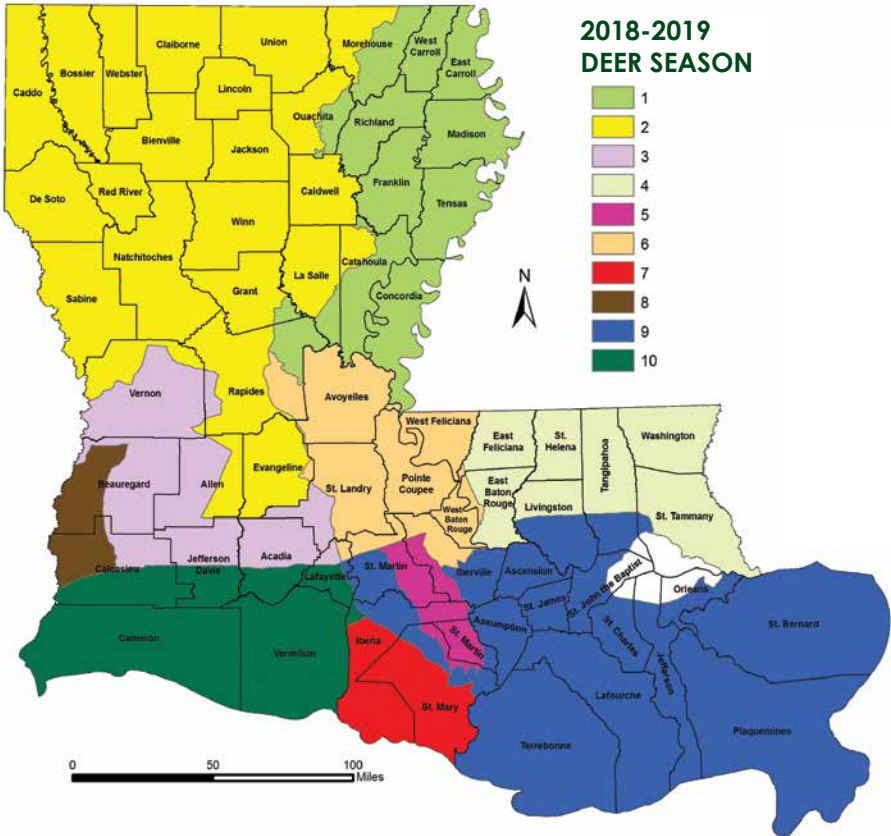 2018-2019
DEER SEASON
1
2
3
4
5
6
7
8
9
10
N
Claiborne
Union
Morehouse
West
Carroll
East
Carroll
Caddo
Bossier
Webster
Lincoln
Ouachita
Richland
Madison
Bienville
Jackson
Franklin
De Soto
Red River
Caldwell
Tensas
Winn
Natchitoches
La Salle
Catahoula
Sabine
Grant
Concordia
Vernon
Rapides
Avoyelles
West Feliciana
East
Feliciana
St.
Helena
Tangipahoa
Washington
Beauregard
Allen
Evangeline
St. Landry
Pointe
Coupee
East
Baton
Rouge
West
Baton
Rouge
Livingston
St. Tammany
Calcasieu
Jefferson
Davis
Acadia
Lafayette
St. Martin
Iberville
Ascension
St. John the Baptist
Orleans
St. James
Assumption
St. Martin
St. Charles
Jefferson
St. Bernard
Cameron
Vermilion
Iberia
St. Mary
Lafourche
Terrebonne
Plaquemines
0 50 100
Miles